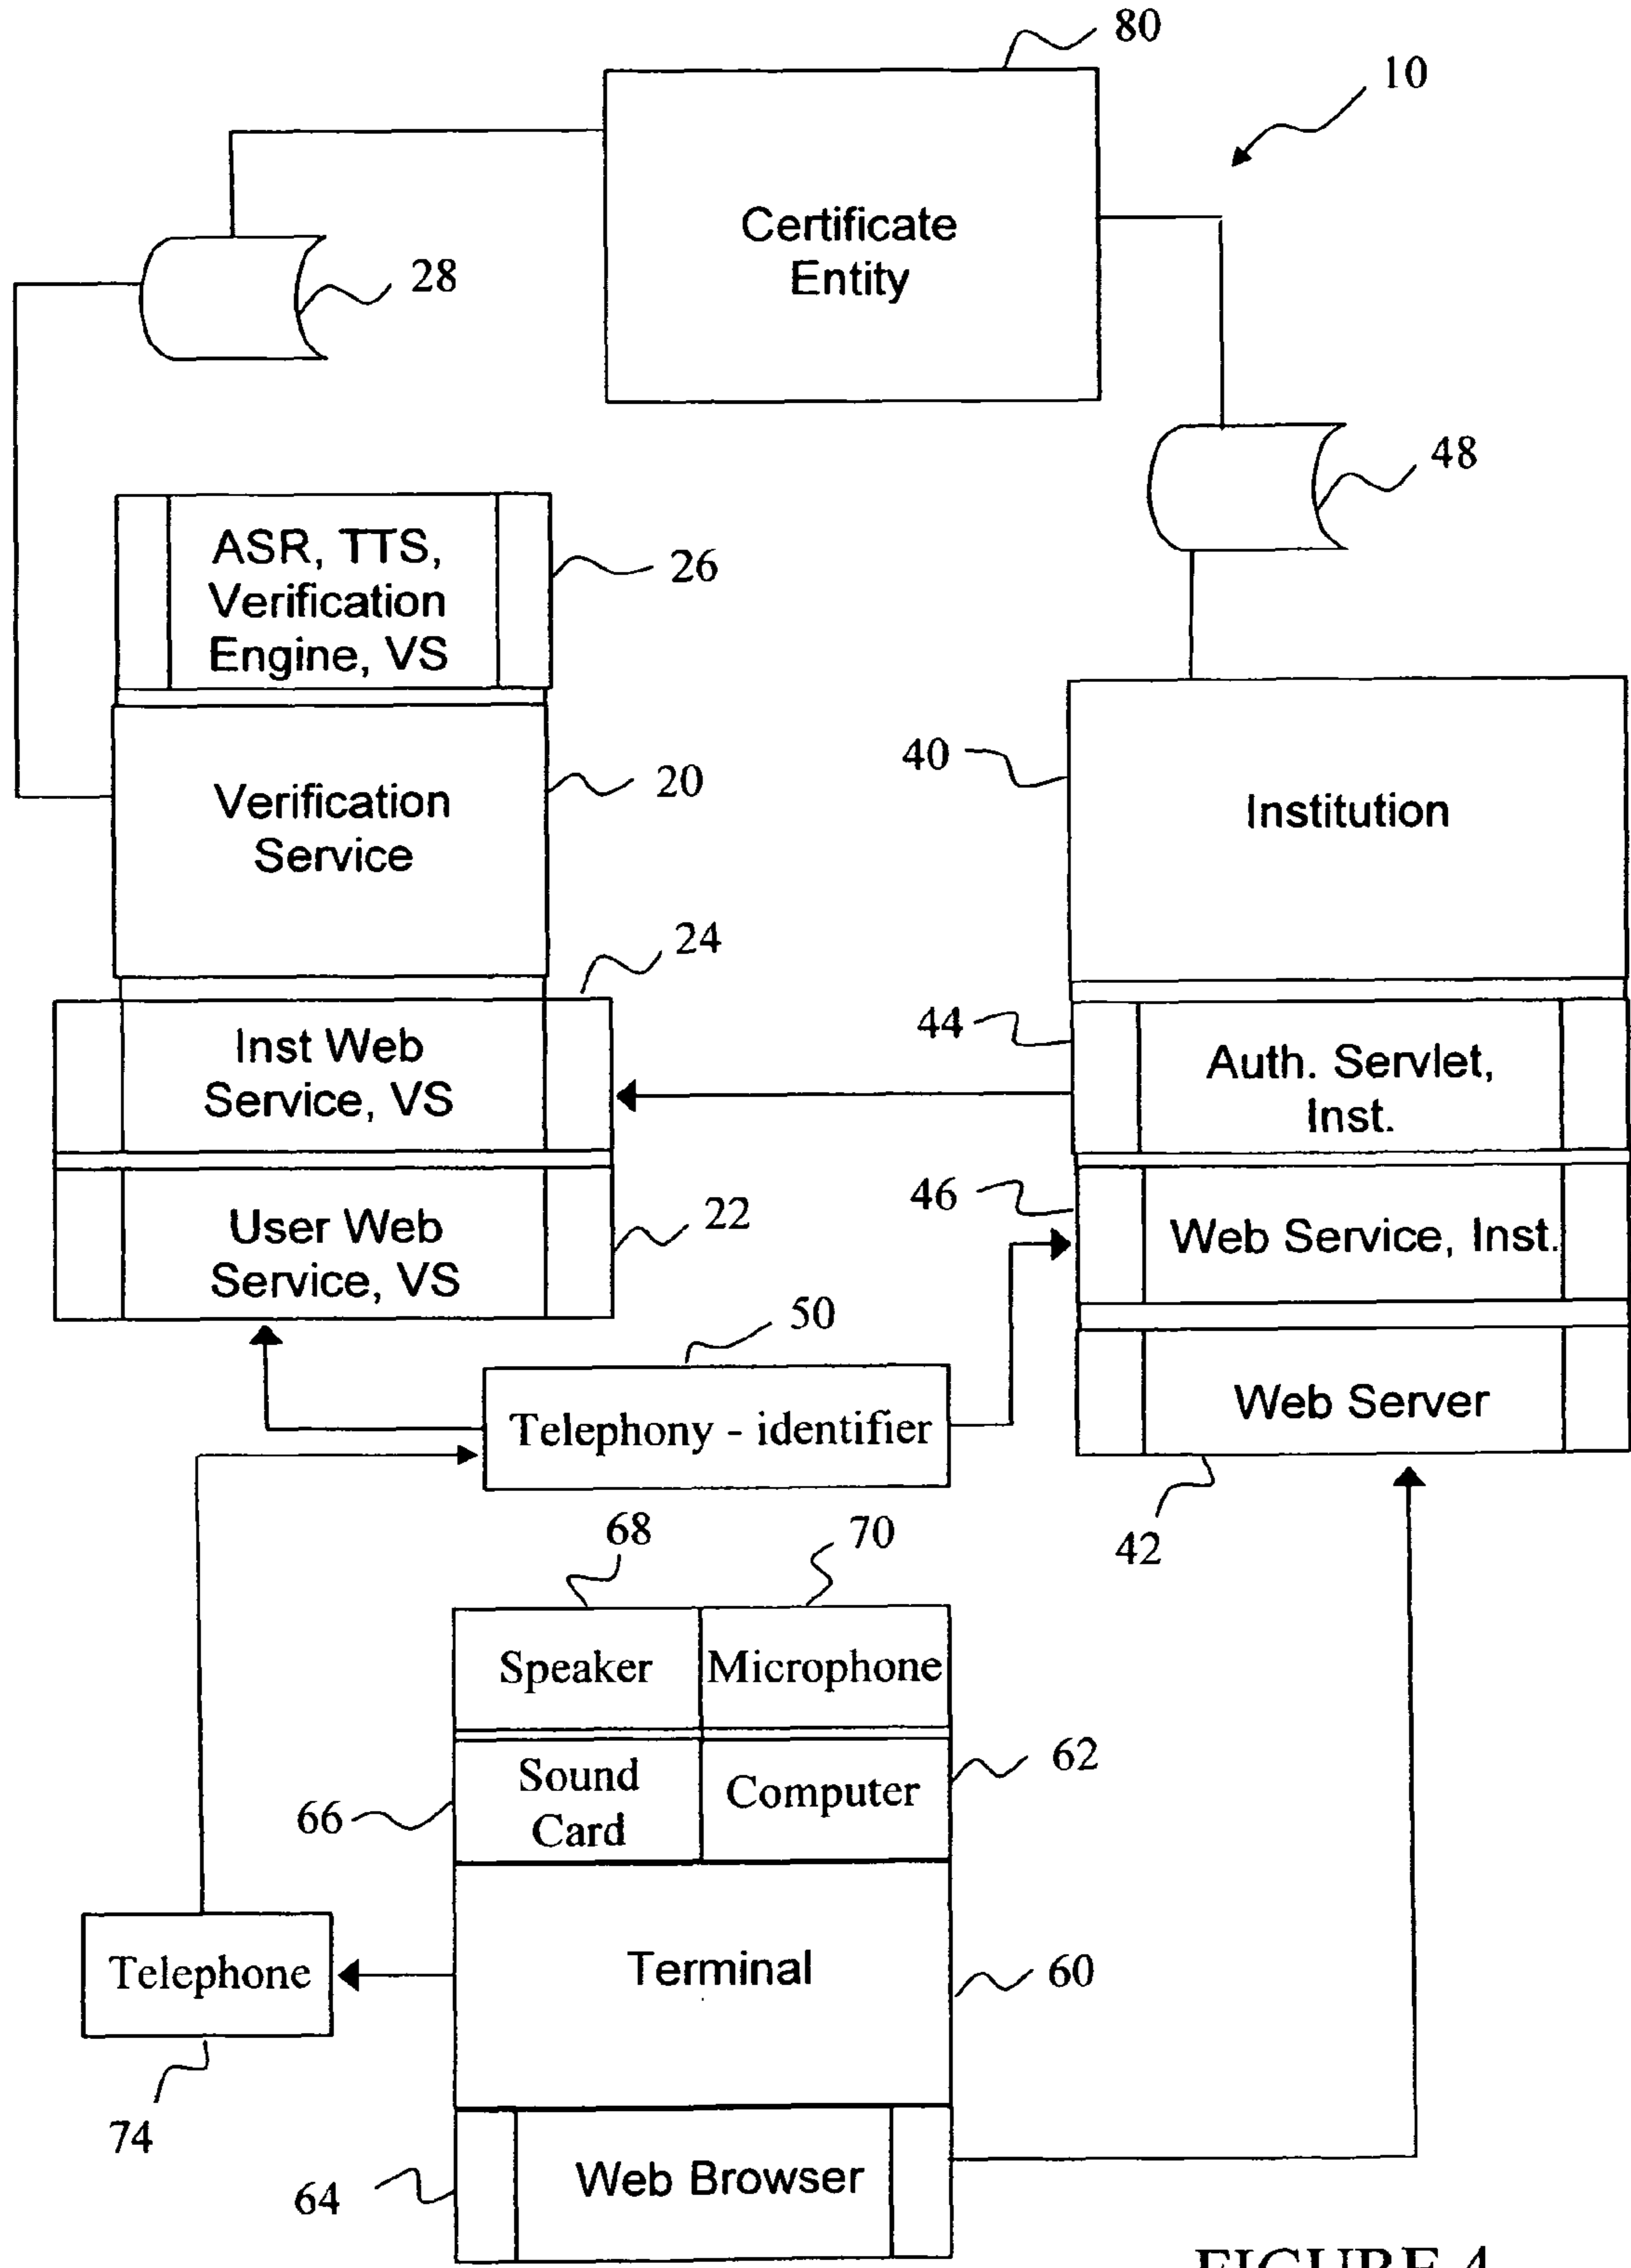 80
10
Certificate
Entity
28
48
ASR, TTS,
Verification
Engine, VS
26
40
Verification
Service
20
Institution
24
Inst Web
Service, VS
44
Auth. Servlet,
Inst.
User Web
Service, VS
22
46
Web Service, Inst.
50
Telephony - identifier
Web Server
42
68
70
Speaker
Microphone
Sound
Card
Computer
62
66
Telephone
Terminal
60
74
Web Browser
64
FIGURE 4